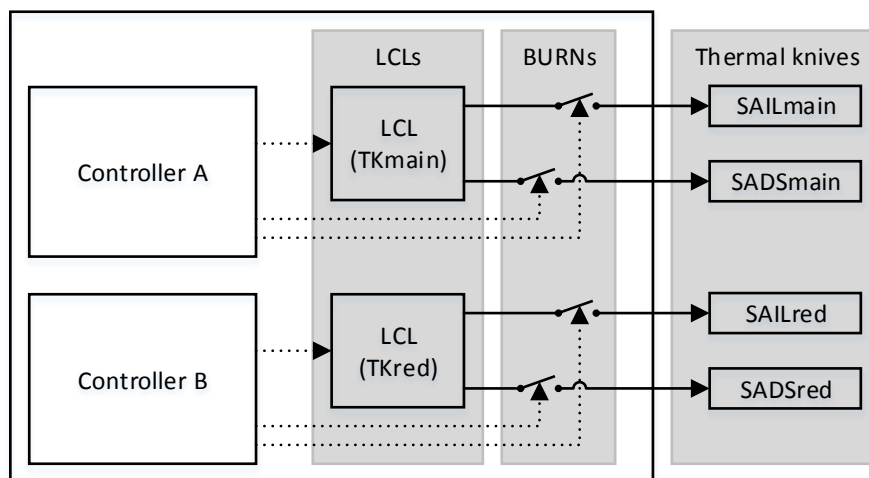 LCLs
BURNs
Thermal knives
Controller A
LCL
(TKmain)
SAILmain
SADSmain
Controller B
LCL
(TKred)
SAILred
SADSred